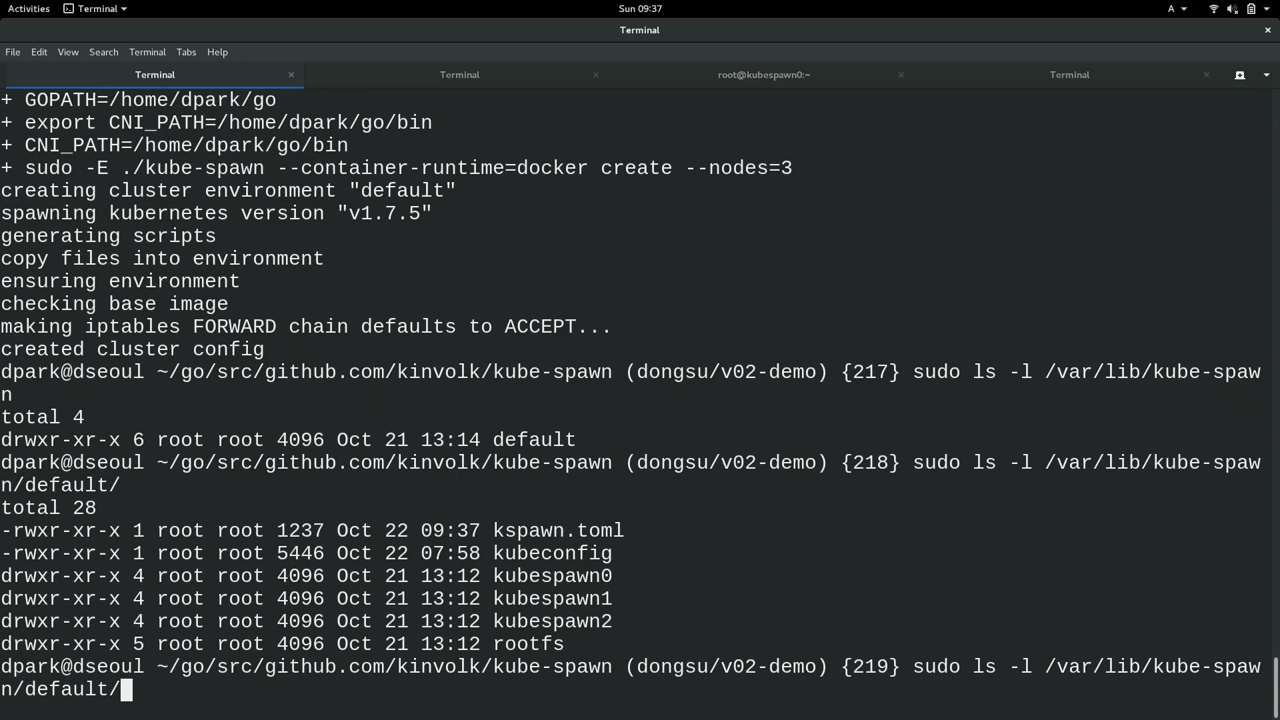 Activities Terminal Sun 09:37 A
Terminal
File Edit View Search Terminal Tabs Help
Terminal Terminal root@kubespawn0:~ Terminal
+ GOPATH=/home/dpark/go
+ export CNI_PATH=/home/dpark/go/bin
+ CNI_PATH=/home/dpark/go/bin
+ sudo -E ./kube-spawn --container-runtime=docker create --nodes=3
creating cluster environment "default"
spawning kubernetes version "v1.7.5"
generating scripts
copy files into environment
ensuring environment
checking base image
making iptables FORWARD chain defaults to ACCEPT...
created cluster config
dpark@dseoul ~/go/src/github.com/kinvolk/kube-spawn (dongsu/v02-demo) {217} sudo ls -l /var/lib/kube-spaw
n
total 4
drwxr-xr-x 6 root root 4096 Oct 21 13:14 default
dpark@dseoul ~/go/src/github.com/kinvolk/kube-spawn (dongsu/v02-demo) {218} sudo ls -l /var/lib/kube-spaw
n/default/
total 28
-rwxr-xr-x 1 root root 1237 Oct 22 09:37 kspawn.toml
-rwxr-xr-x 1 root root 5446 Oct 22 07:58 kubeconfig
drwxr-xr-x 4 root root 4096 Oct 21 13:12 kubespawn0
drwxr-xr-x 4 root root 4096 Oct 21 13:12 kubespawn1
drwxr-xr-x 4 root root 4096 Oct 21 13:12 kubespawn2
drwxr-xr-x 5 root root 4096 Oct 21 13:12 rootfs
dpark@dseoul ~/go/src/github.com/kinvolk/kube-spawn (dongsu/v02-demo) {219} sudo ls -l /var/lib/kube-spaw
n/default/